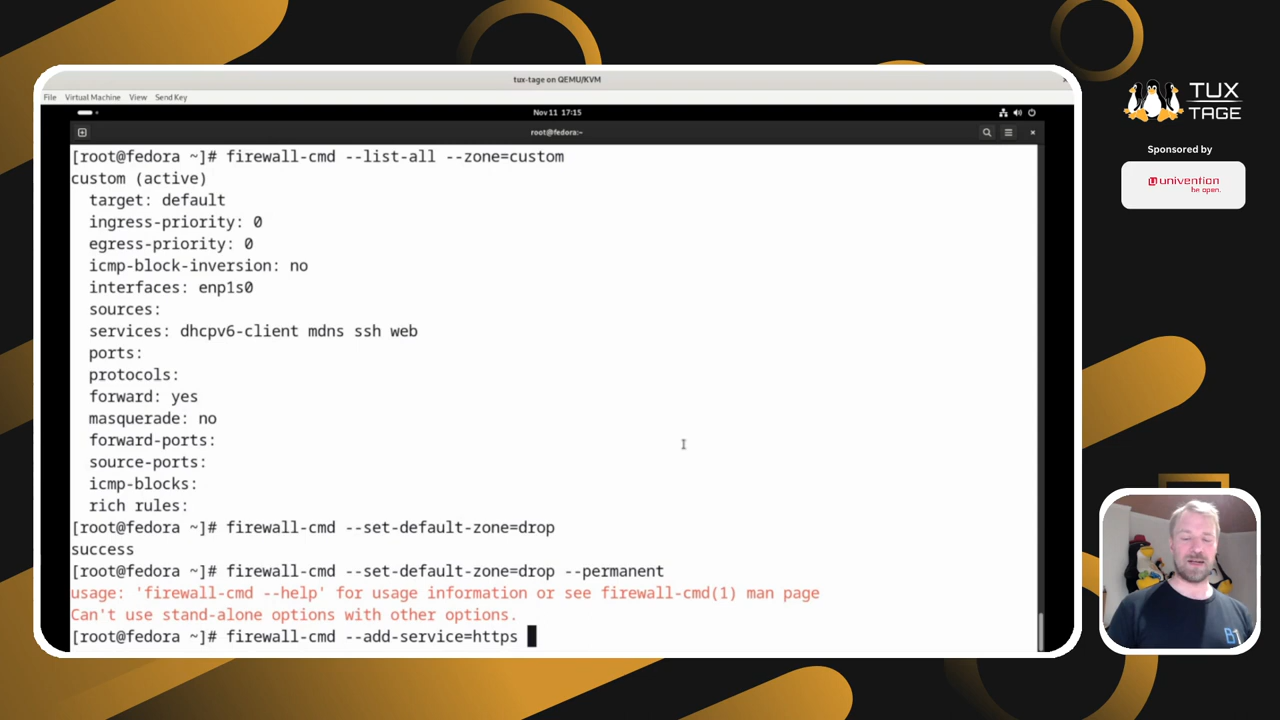 tux-tage on QEMU/KVM
File Virtual Machine View Send Key
Nov 11 17:15
root@fedora:~
[root@fedora ~]# firewall-cmd --list-all --zone=custom
custom (active)
target: default
ingress-priority: 0
egress-priority: 0
icmp-block-inversion: no
interfaces: enp1s0
sources:
services: dhcpv6-client mdns ssh web
ports:
protocols:
forward: yes
masquerade: no
forward-ports:
source-ports:
icmp-blocks:
rich rules:
[root@fedora ~]# firewall-cmd --set-default-zone=drop
success
[root@fedora ~]# firewall-cmd --set-default-zone=drop --permanent
usage: 'firewall-cmd --help' for usage information or see firewall-cmd(1) man page
Can't use stand-alone options with other options.
[root@fedora ~]# firewall-cmd --add-service=https
TUX
TAGE
Sponsored by
univention
be open.
B1